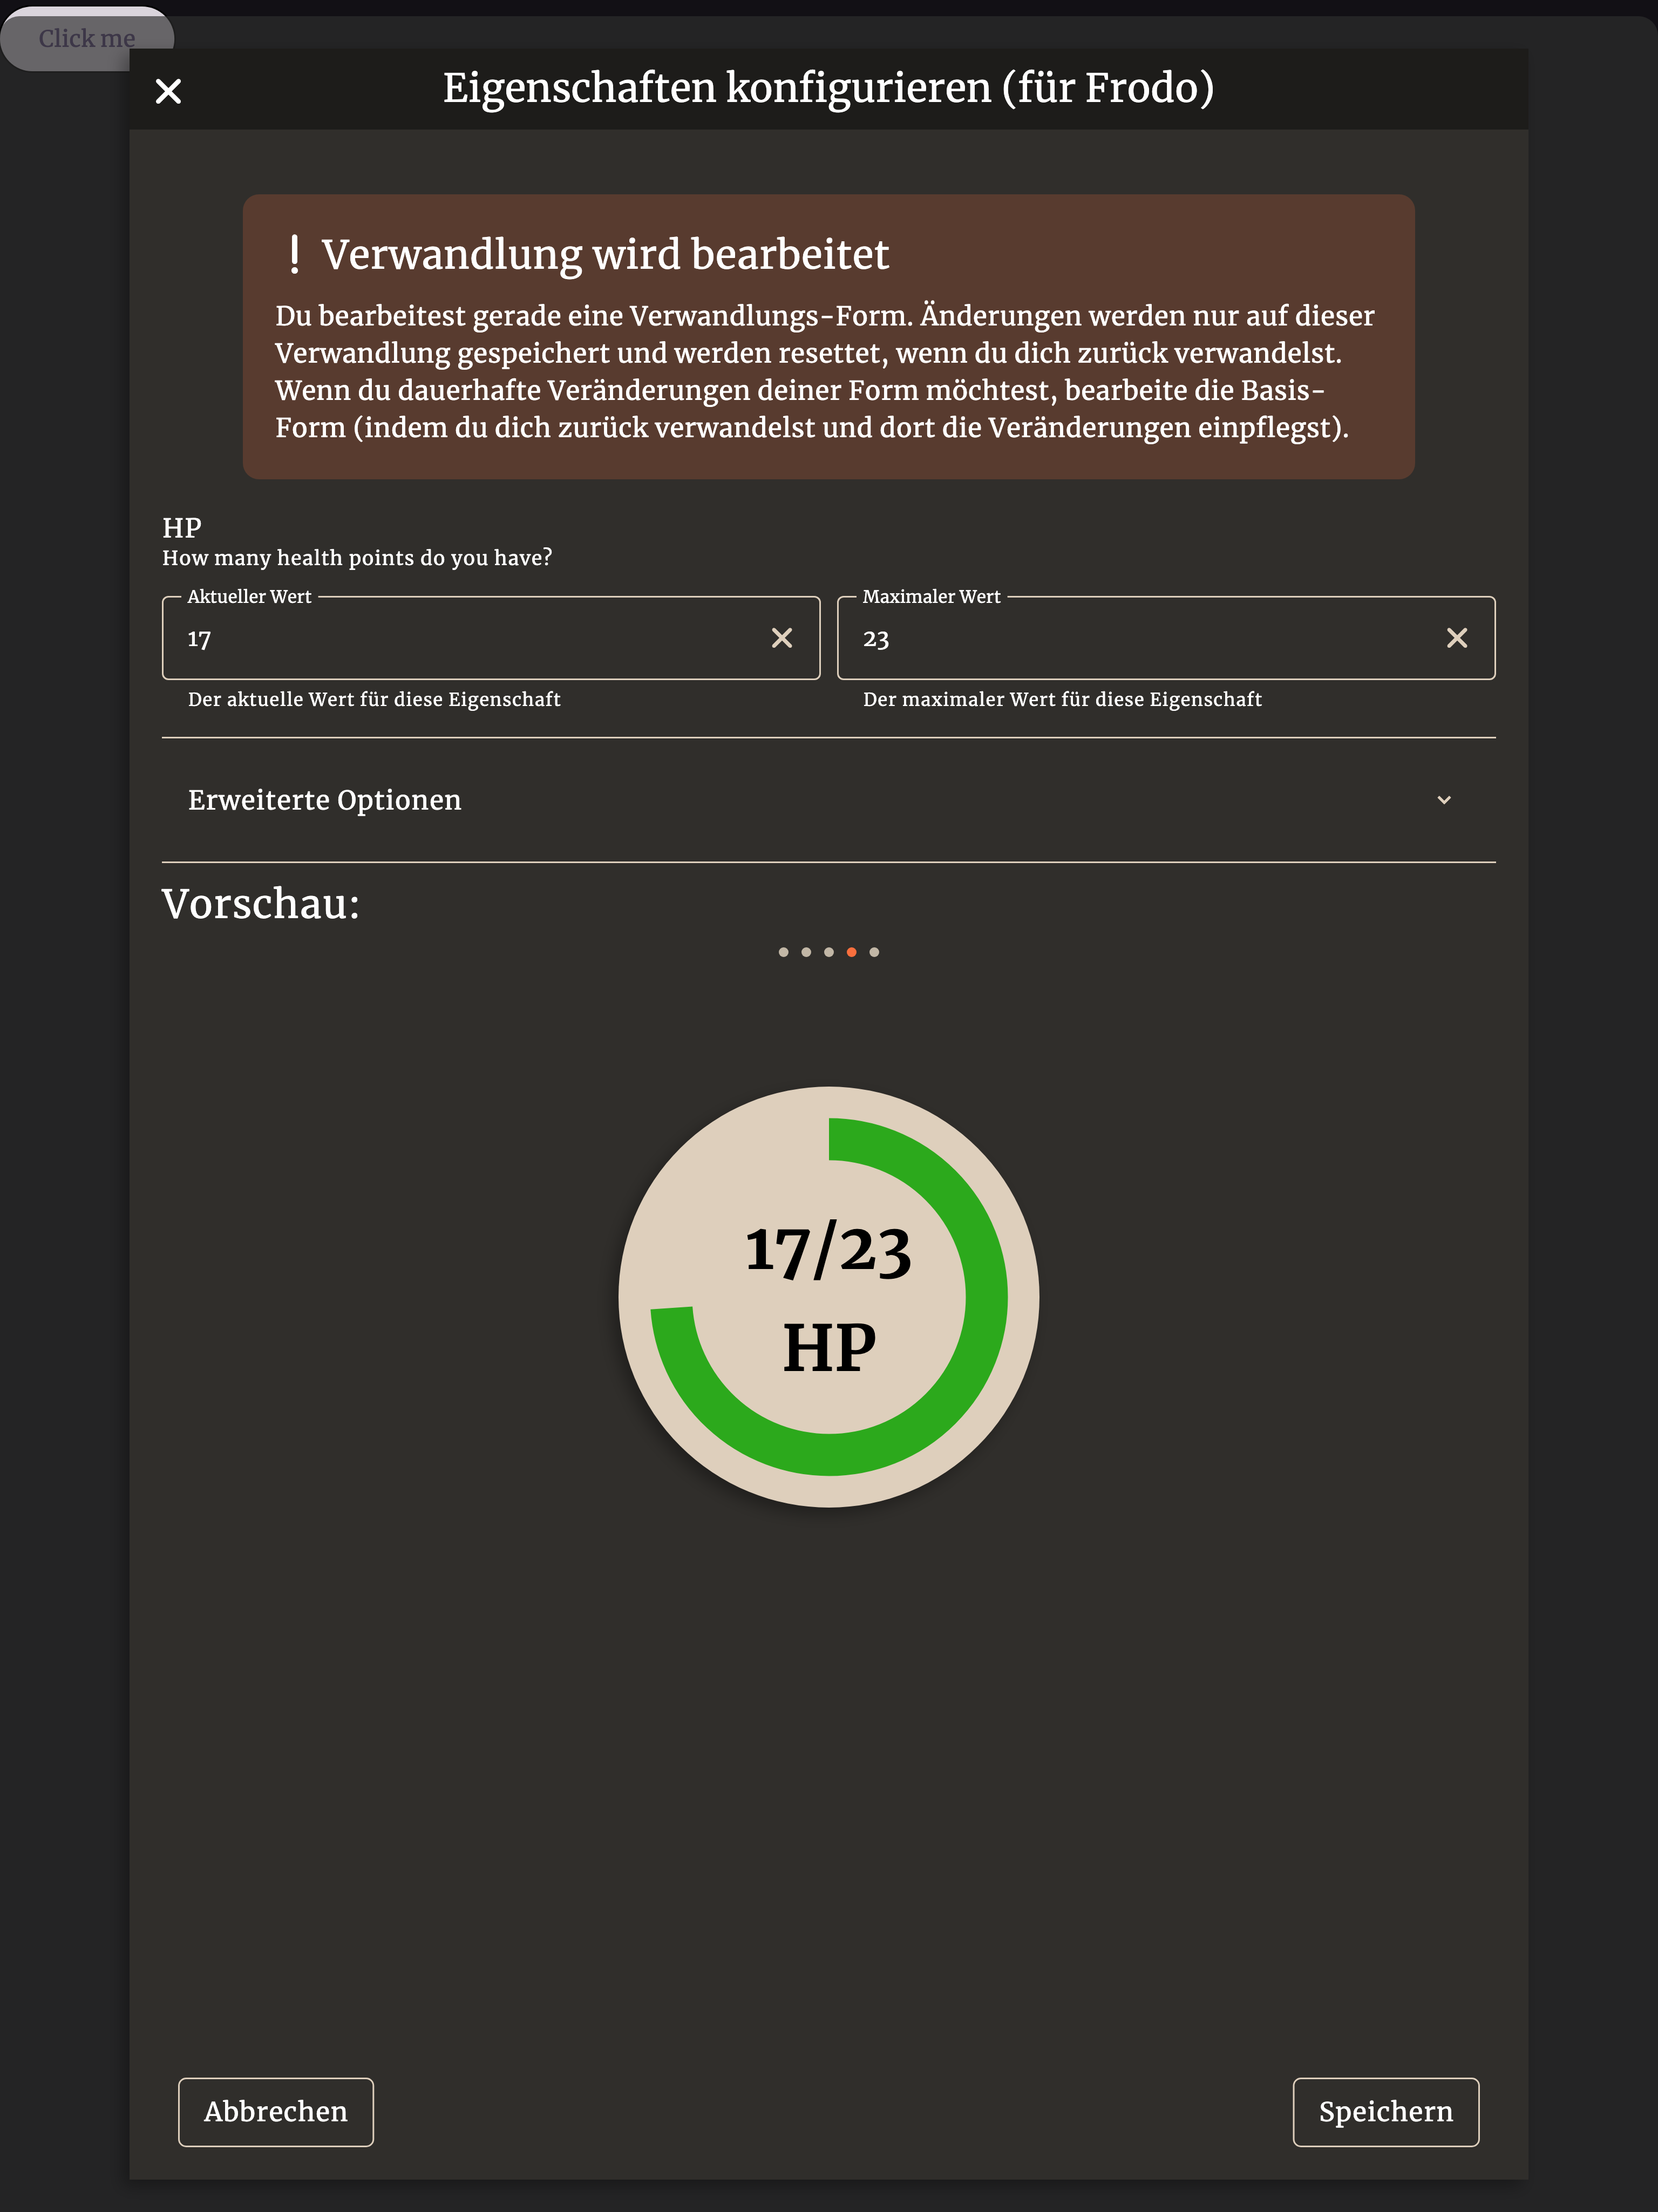 Click me
Eigenschaften konfigurieren (für Frodo)
! Verwandlung wird bearbeitet
Du bearbeitest gerade eine Verwandlungs-Form. Änderungen werden nur auf dieser
Verwandlung gespeichert und werden resettet, wenn du dich zurück verwandelst.
Wenn du dauerhafte Veränderungen deiner Form möchtest, bearbeite die Basis-
Form (indem du dich zurück verwandelst und dort die Veränderungen einpflegst).
HP
How many health points do you have?
Aktueller Wert
17
Der aktuelle Wert für diese Eigenschaft
Maximaler Wert
23
Der maximaler Wert für diese Eigenschaft
Erweiterte Optionen
Vorschau:
17/23
HP
Abbrechen
Speichern